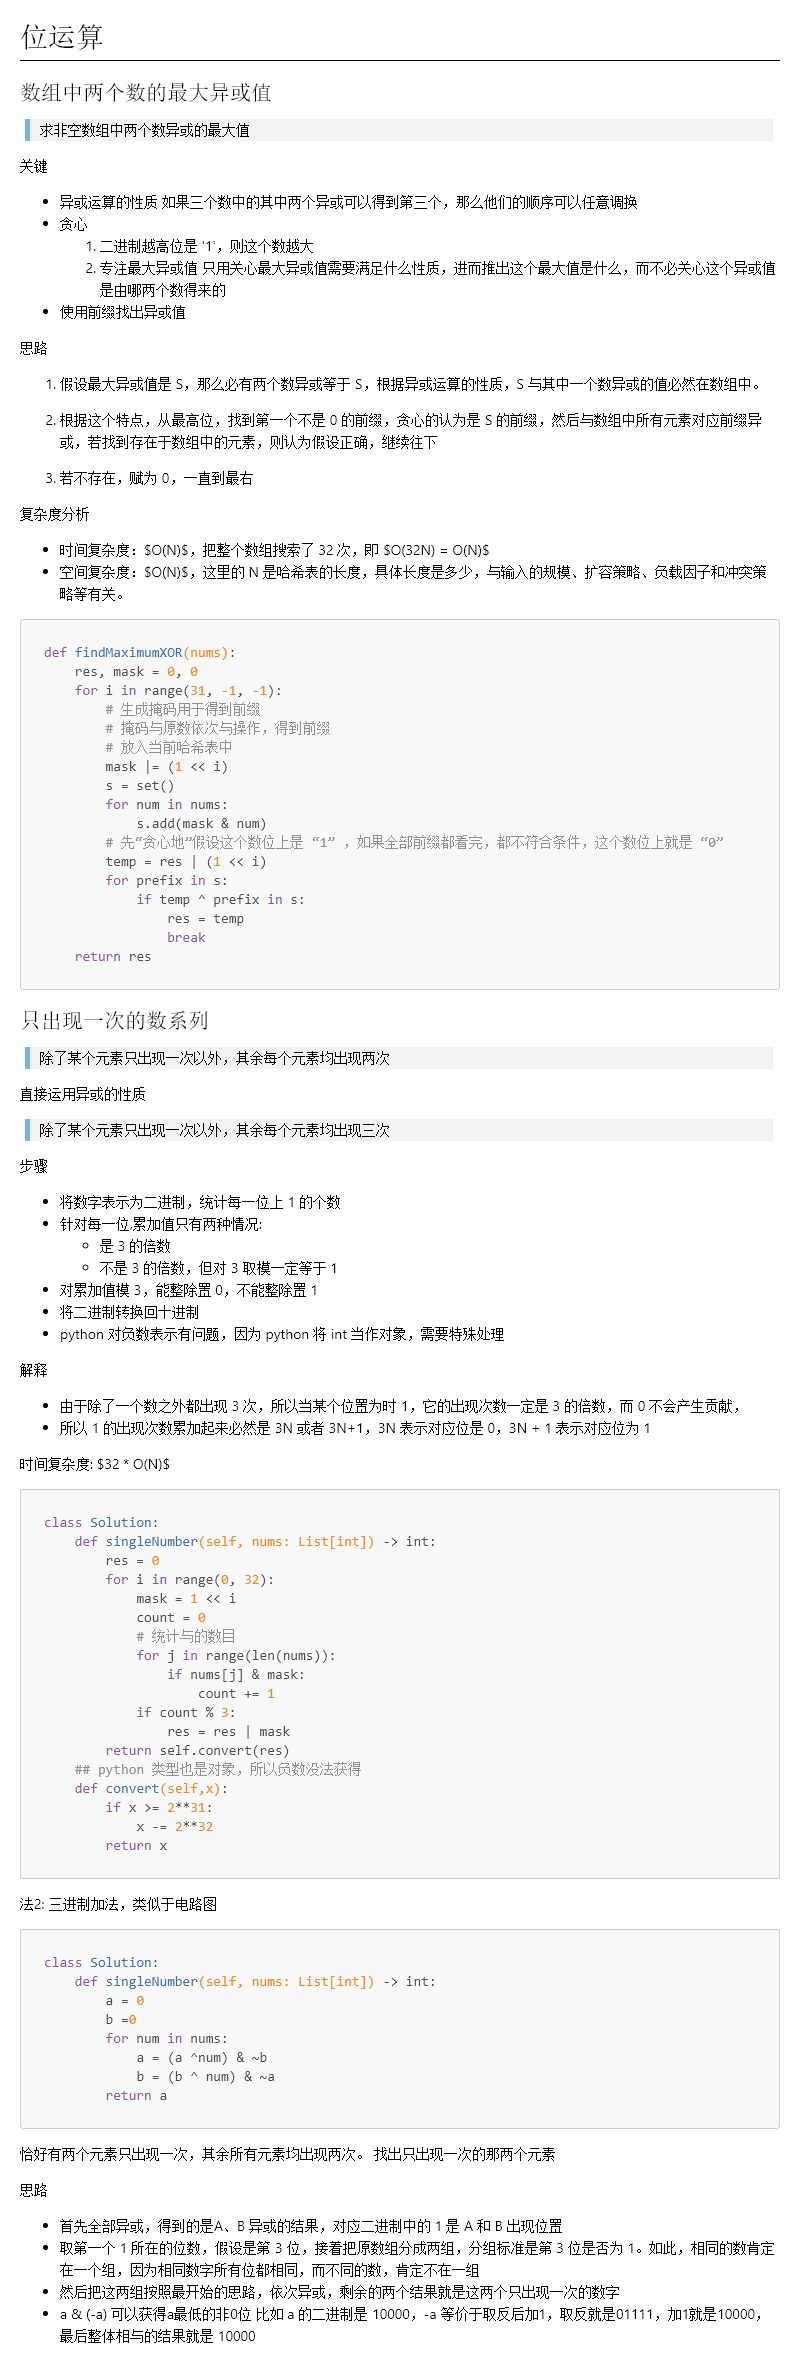 位运算
数组中两个数的最大异或值
求非空数组中两个数异或的最大值
关键
• 异或运算的性质 如果三个数中的其中两个异或可以得到第三个，那么他们的顺序可以任意调换
• 贪心
1. 二进制越高位是 '1'，则这个数越大
2. 专注最大异或值 只用关心最大异或值需要满足什么性质，进而推出这个最大值是什么，而不必关心这个异或值
是由哪两个数得来的
• 使用前缀找出异或值
思路
1. 假设最大异或值是 S，那么必有两个数异或等于 S，根据异或运算的性质，S 与其中一个数异或的值必然在数组中。
2. 根据这个特点，从最高位，找到第一个不是 0 的前缀，贪心的认为是 S 的前缀，然后与数组中所有元素对应前缀异
或，若找到存在于数组中的元素，则认为假设正确，继续往下
3. 若不存在，赋为 0，一直到最右
复杂度分析
• 时间复杂度：$O(N)$，把整个数组搜索了 32 次，即 $O(32N) = O(N)$
• 空间复杂度：$O(N)$，这里的 N 是哈希表的长度，具体长度是多少，与输入的规模、扩容策略、负载因子和冲突策
略等有关。
def findMaximumXOR(nums):
    res, mask = 0, 0
    for i in range(31, -1, -1):
        # 生成掩码用于得到前缀
        # 掩码与原数依次与操作，得到前缀
        # 放入当前哈希表中
        mask |= (1 << i)
        s = set()
        for num in nums:
            s.add(mask & num)
        # 先“贪心地”假设这个数位上是 “1” ，如果全部前缀都看完，都不符合条件，这个数位上就是 “0”
        temp = res | (1 << i)
        for prefix in s:
            if temp ^ prefix in s:
                res = temp
                break
    return res
只出现一次的数系列
除了某个元素只出现一次以外，其余每个元素均出现两次
直接运用异或的性质
除了某个元素只出现一次以外，其余每个元素均出现三次
步骤
• 将数字表示为二进制，统计每一位上 1 的个数
• 针对每一位,累加值只有两种情况:
◦ 是 3 的倍数
◦ 不是 3 的倍数，但对 3 取模一定等于 1
• 对累加值模 3，能整除置 0，不能整除置 1
• 将二进制转换回十进制
• python 对负数表示有问题，因为 python 将 int 当作对象，需要特殊处理
解释
• 由于除了一个数之外都出现 3 次，所以当某个位置为时 1，它的出现次数一定是 3 的倍数，而 0 不会产生贡献，
• 所以 1 的出现次数累加起来必然是 3N 或者 3N+1，3N 表示对应位是 0，3N + 1 表示对应位为 1
时间复杂度: $32 * O(N)$
class Solution:
    def singleNumber(self, nums: List[int]) -> int:
        res = 0
        for i in range(0, 32):
            mask = 1 << i
            count = 0
            # 统计与的数目
            for j in range(len(nums)):
                if nums[j] & mask:
                    count += 1
            if count % 3:
                res = res | mask
        return self.convert(res)
    ## python 类型也是对象，所以负数没法获得
    def convert(self,x):
        if x >= 2**31:
            x -= 2**32
        return x
法2: 三进制加法，类似于电路图
class Solution:
    def singleNumber(self, nums: List[int]) -> int:
        a = 0
        b =0
        for num in nums:
            a = (a ^num) & ~b
            b = (b ^ num) & ~a
        return a
恰好有两个元素只出现一次，其余所有元素均出现两次。 找出只出现一次的那两个元素
思路
• 首先全部异或，得到的是A、B 异或的结果，对应二进制中的 1 是 A 和 B 出现位置
• 取第一个 1 所在的位数，假设是第 3 位，接着把原数组分成两组，分组标准是第 3 位是否为 1。如此，相同的数肯定
在一个组，因为相同数字所有位都相同，而不同的数，肯定不在一组
• 然后把这两组按照最开始的思路，依次异或，剩余的两个结果就是这两个只出现一次的数字
• a & (-a) 可以获得a最低的非0位 比如 a 的二进制是 10000，-a 等价于取反后加1，取反就是01111，加1就是10000，
最后整体相与的结果就是 10000